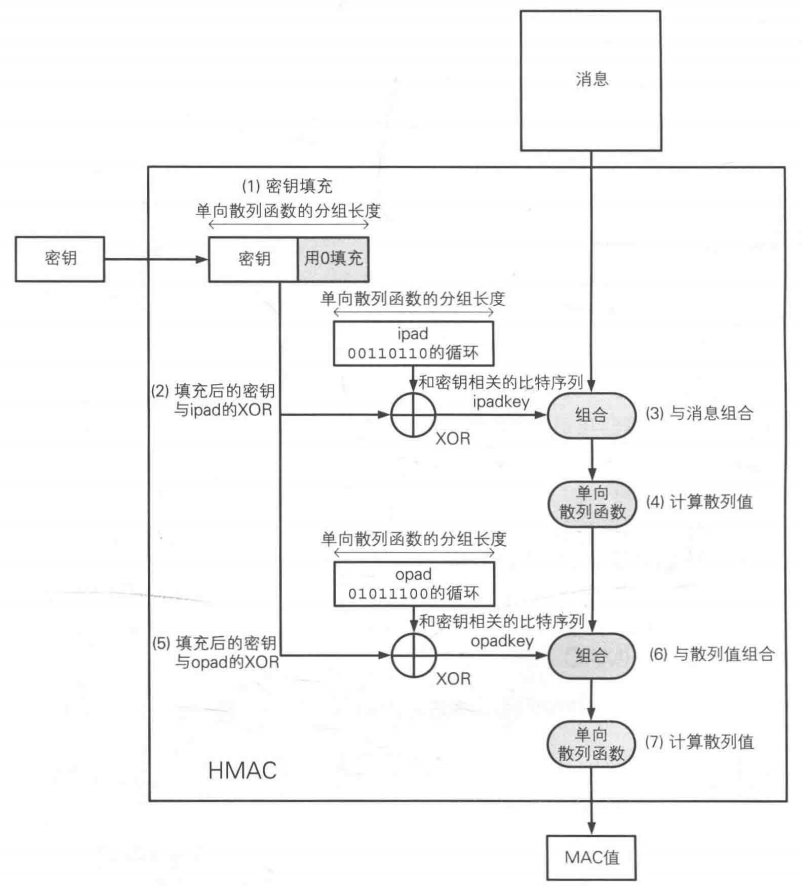 消息
(1) 密钥填充
单向散列函数的分组长度
密钥
密钥
用0填充
单向散列函数的分组长度
ipad
00110110的循环
(2) 填充后的密钥
与ipad的XOR
和密钥相关的比特序列
ipadkey
XOR
组合
(3) 与消息组合
单向
散列函数
(4) 计算散列值
单向散列函数的分组长度
opad
01011100的循环
(5) 填充后的密钥
与opad的XOR
和密钥相关的比特序列
opadkey
XOR
组合
(6) 与散列值组合
单向
散列函数
(7) 计算散列值
HMAC
MAC值